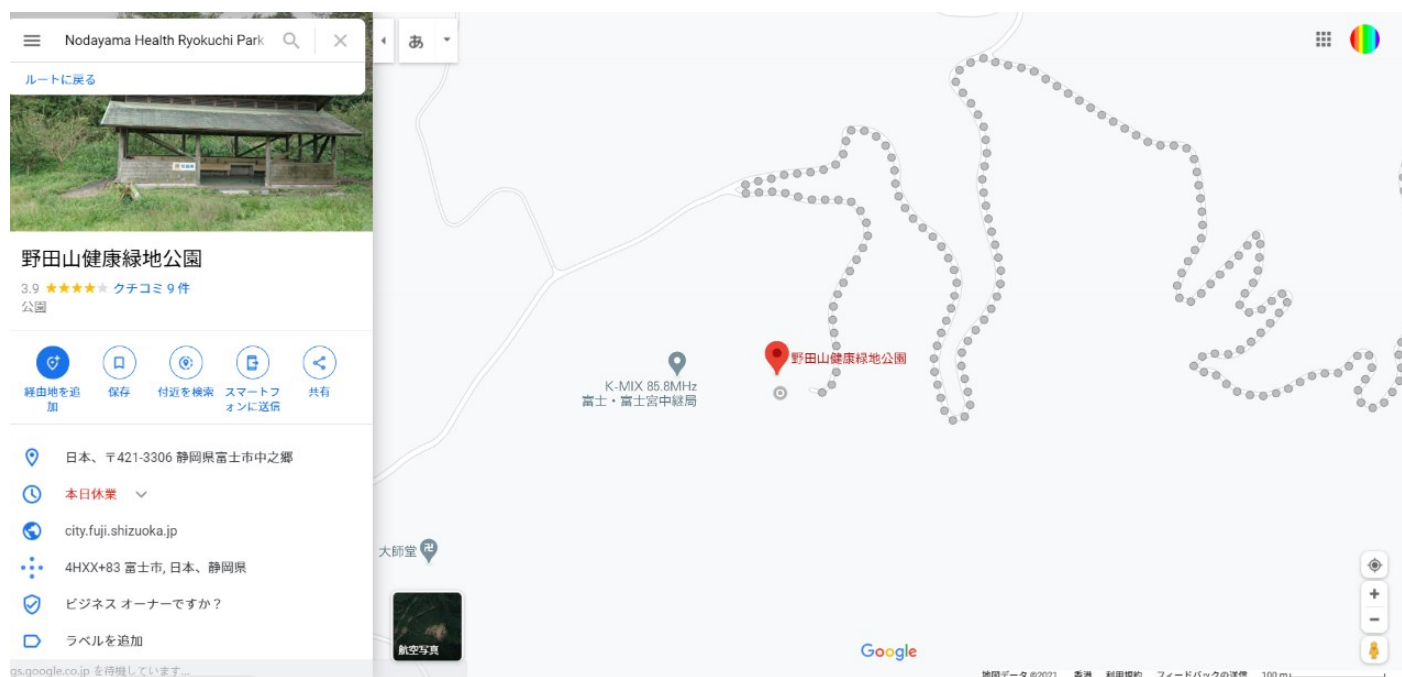 Nodayama Health Ryokuchi Park
あ
ルートに戻る
野田山健康緑地公園
3.9 ★★★★★ クチコミ 9 件
公園
経由地を追
加
保存
付近を検索
スマートフ
ォンに送信
共有
日本、〒421-3306 静岡県富士市中之郷
本日休業
city.fuji.shizuoka.jp
4HXX+83 富士市, 日本、静岡県
ビジネス オーナーですか？
ラベルを追加
gs.google.co.jp を待機しています...
野田山健康緑地公園
K-MIX 85.8MHz
富士・富士宮中継局
大師堂
航空写真
Google
地図データ ©2021 香港 利用規約 フィードバックの送信 100 m